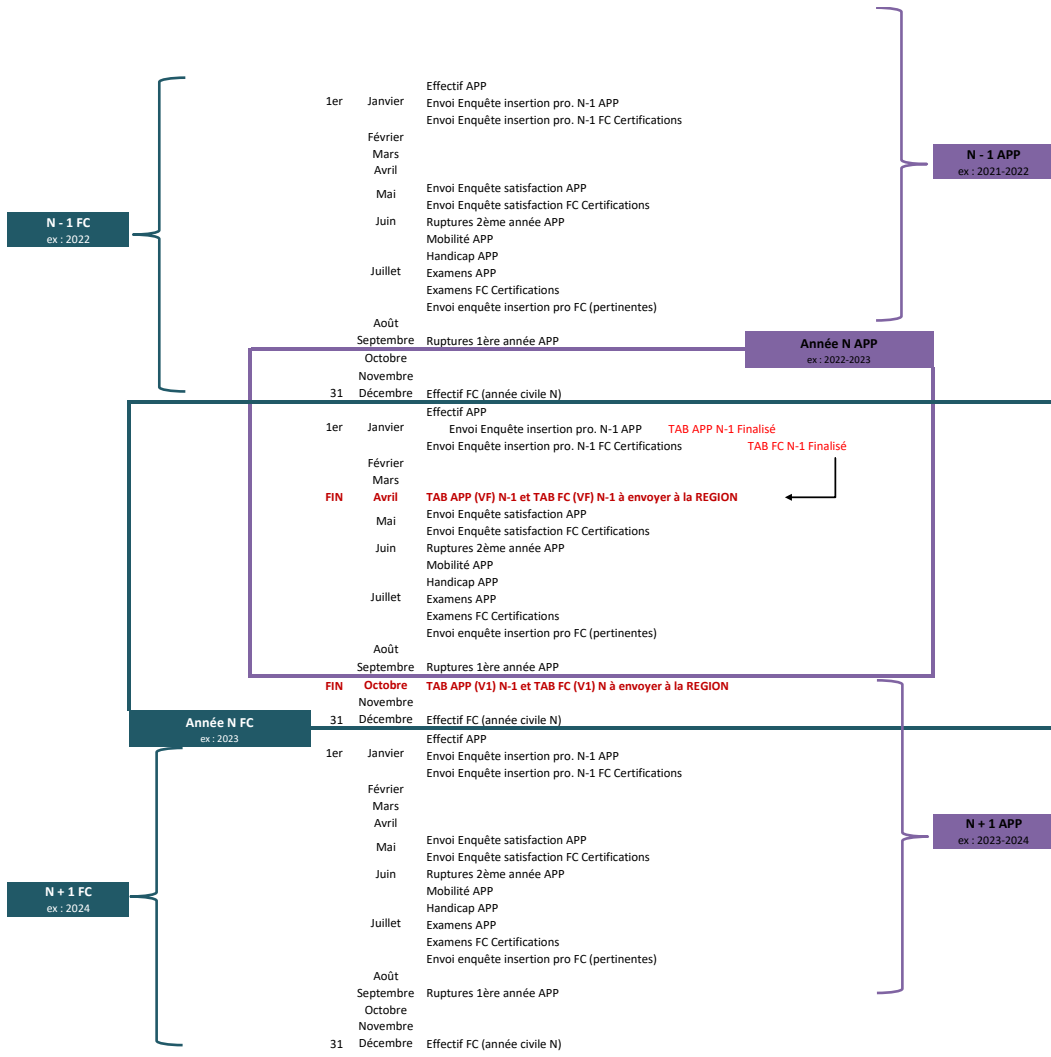 Effectif APP
1er Janvier Envoi Enquête insertion pro. N-1 APP
Envoi Enquête insertion pro. N-1 FC Certifications
Février
Mars
N - 1 APP
Avril
ex : 2021-2022
Mai Envoi Enquête satisfaction APP
Envoi Enquête satisfaction FC Certifications
N - 1 FC
Juin Ruptures 2ème année APP
ex : 2022
Mobilité APP
Handicap APP
Juillet Examens APP
Examens FC Certifications
Envoi enquête insertion pro FC (pertinentes)
Août
Septembre Ruptures 1ère année APP
Année N APP
Octobre
ex : 2022-2023
Novembre
31 Décembre Effectif FC (année civile N)
Effectif APP
1er Janvier Envoi Enquête insertion pro. N-1 APP TAB APP N-1 Finalisé
Envoi Enquête insertion pro. N-1 FC Certifications TAB FC N-1 Finalisé
Février
Mars
FIN Avril TAB APP (VF) N-1 et TAB FC (VF) N-1 à envoyer à la REGION
Mai Envoi Enquête satisfaction APP
Envoi Enquête satisfaction FC Certifications
Juin Ruptures 2ème année APP
Mobilité APP
Handicap APP
Juillet Examens APP
Examens FC Certifications
Envoi enquête insertion pro FC (pertinentes)
Août
Septembre Ruptures 1ère année APP
FIN Octobre TAB APP (V1) N-1 et TAB FC (V1) N à envoyer à la REGION
Novembre
31 Décembre Effectif FC (année civile N)
Année N FC
ex : 2023
Effectif APP
1er Janvier Envoi Enquête insertion pro. N-1 APP
Envoi Enquête insertion pro. N-1 FC Certifications
Février
Mars
Avril
N + 1 APP
ex : 2023-2024
Mai Envoi Enquête satisfaction APP
Envoi Enquête satisfaction FC Certifications
Juin Ruptures 2ème année APP
N + 1 FC
ex : 2024
Mobilité APP
Handicap APP
Juillet Examens APP
Examens FC Certifications
Envoi enquête insertion pro FC (pertinentes)
Août
Septembre Ruptures 1ère année APP
Octobre
Novembre
31 Décembre Effectif FC (année civile N)